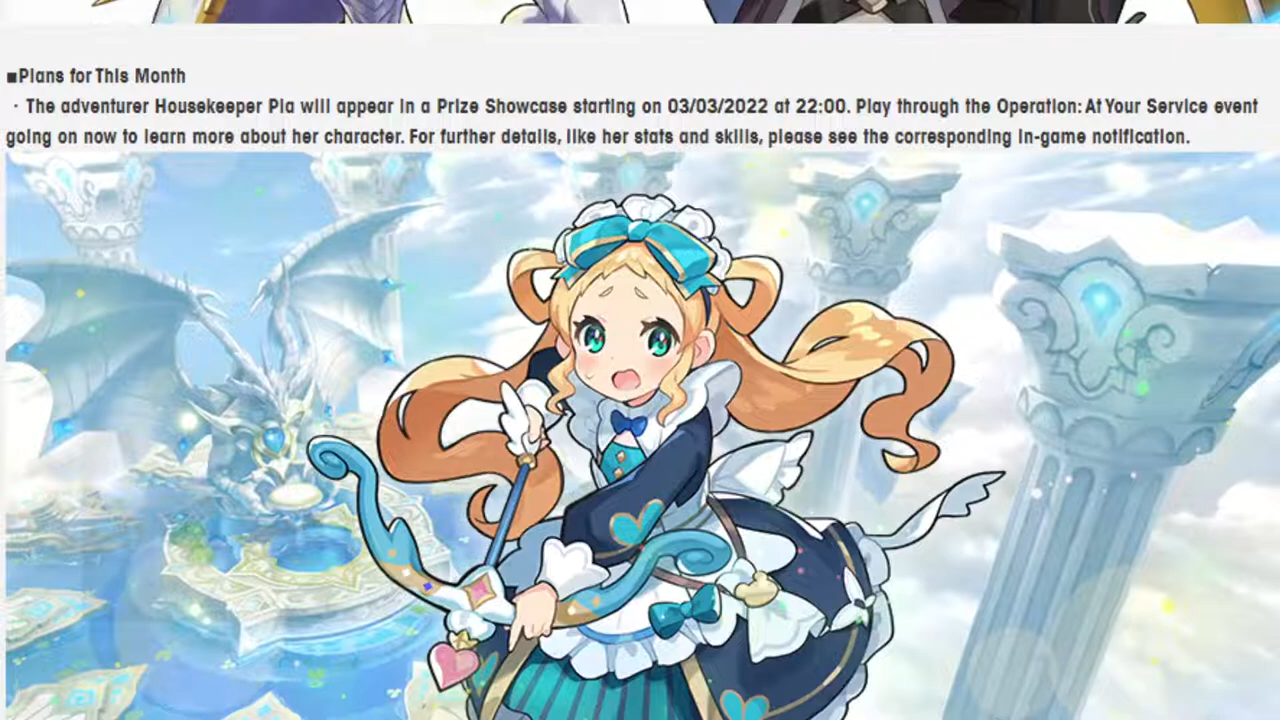 ■Plans for This Month
・The adventurer Housekeeper Pia will appear in a Prize Showcase starting on 03/03/2022 at 22:00. Play through the Operation: At Your Service event
going on now to learn more about her character. For further details, like her stats and skills, please see the corresponding in-game notification.